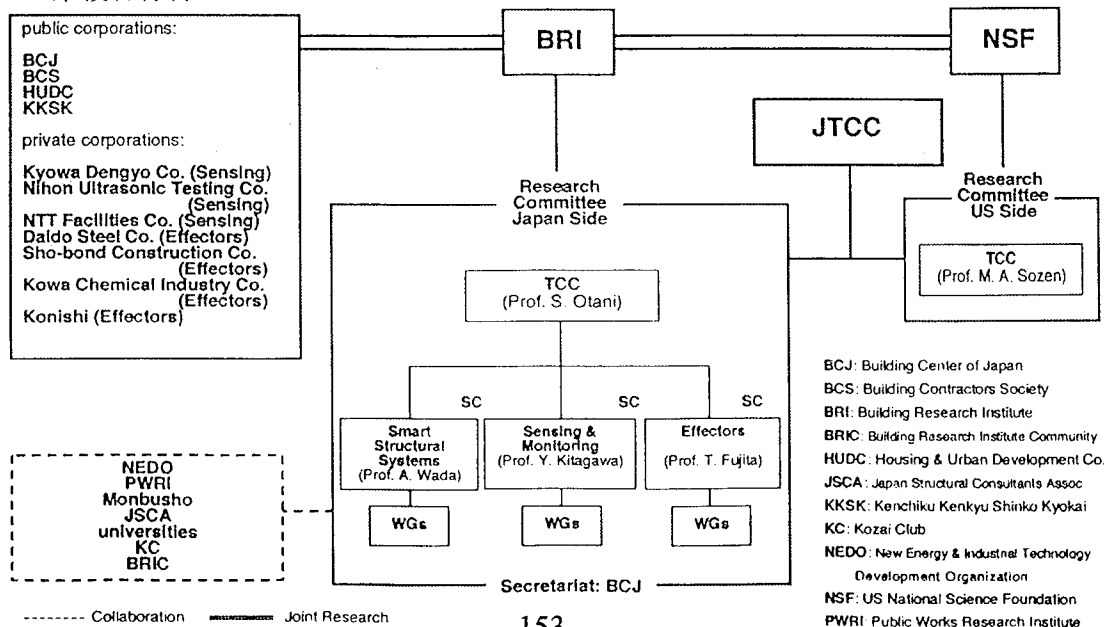 public corporations:
BCJ
BCS
HUDC
KKSK
private corporations:
Kyowa Dengyo Co. (Sensing)
Nihon Ultrasonic Testing Co.
(Sensing)
NTT Facilities Co. (Sensing)
Daido Steel Co. (Effectors)
Sho-bond Construction Co.
(Effectors)
Kowa Chemical Industry Co.
(Effectors)
Konishi (Effectors)
BRI
NSF
JTCC
Research
Committee
Japan Side
Research
Committee
US Side
TCC
(Prof. S. Otani)
TCC
(Prof. M. A. Sozen)
SC
SC
SC
Smart
Structural
Systems
(Prof. A. Wada)
Sensing &
Monitoring
(Prof. Y. Kitagawa)
Effectors
(Prof. T. Fujita)
WGs
WGs
WGs
NEDO
PWRI
Monbusho
JSCA
universities
KC
BRIC
Secretariat: BCJ
BCJ: Building Center of Japan
BCS: Building Contractors Society
BRI: Building Research Institute
BRIC: Building Research Institute Community
HUDC: Housing & Urban Development Co.
JSCA: Japan Structural Consultants Assoc
KKSK: Kenchiku Kenkyu Shinko Kyokai
KC: Kozai Club
NEDO: New Energy & Industrial Technology
Development Organization
NSF: US National Science Foundation
PWRI: Public Works Research Institute
Collaboration
Joint Research
153